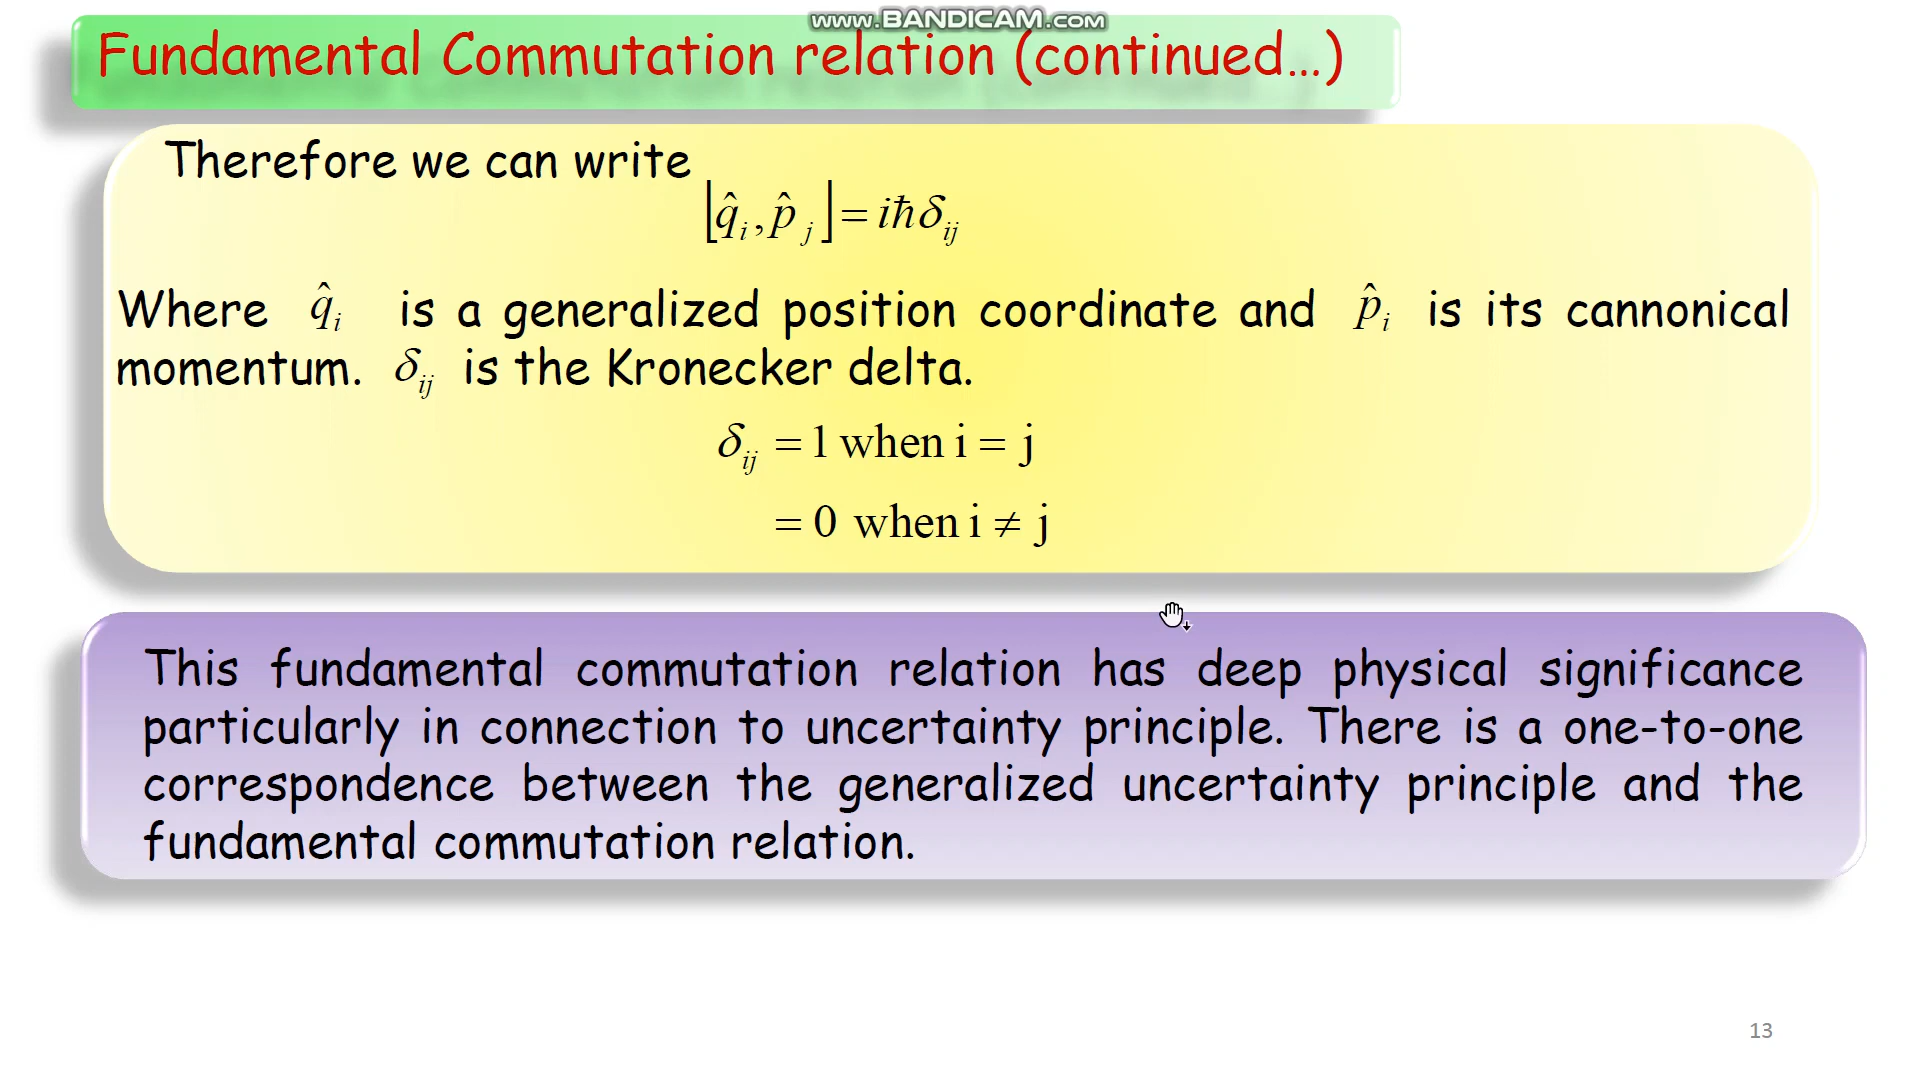 www.BANDICAM.com
Fundamental Commutation relation (continued...)
Therefore we can write
⌊q̂ᵢ, p̂ⱼ⌋ = iħδᵢⱼ
Where q̂ᵢ is a generalized position coordinate and p̂ᵢ is its cannonical
momentum. δᵢⱼ is the Kronecker delta.
δᵢⱼ = 1 when i = j
= 0 when i ≠ j
This fundamental commutation relation has deep physical significance
particularly in connection to uncertainty principle. There is a one-to-one
correspondence between the generalized uncertainty principle and the
fundamental commutation relation.
13